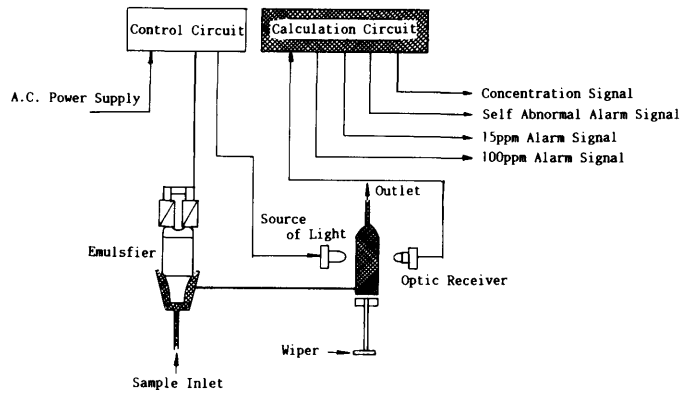 Control Circuit
Calculation Circuit
A.C. Power Supply
Concentration Signal
Self Abnormal Alarm Signal
15ppm Alarm Signal
100ppm Alarm Signal
Outlet
Source
of Light
Emulsfier
Optic Receiver
Wiper
Sample Inlet